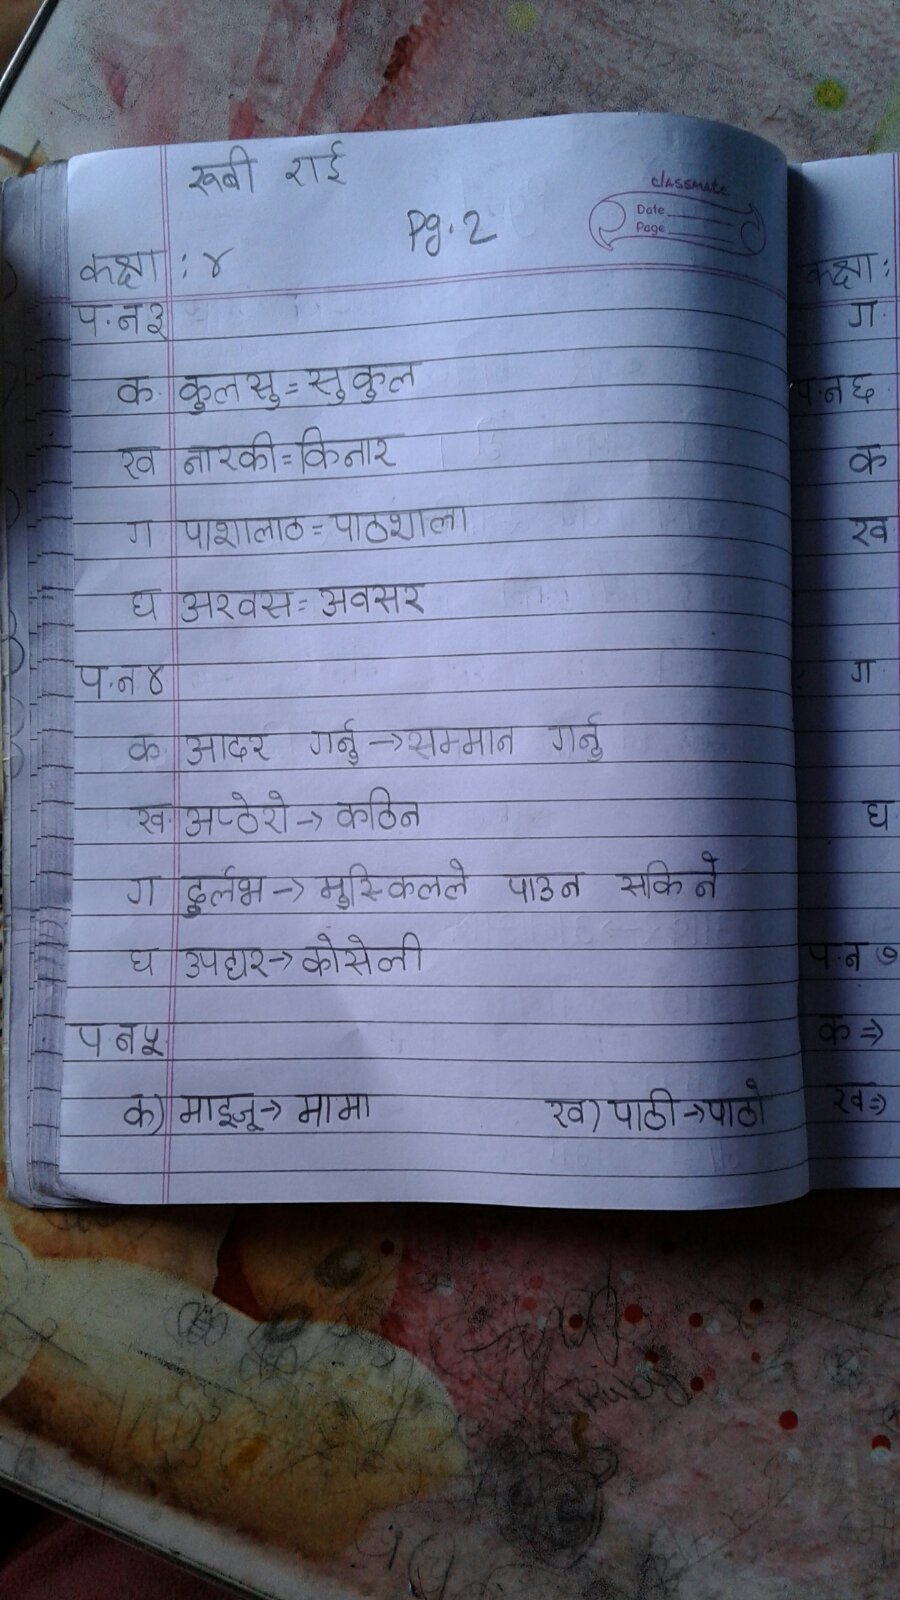 रूबी राई
Pg.2
classmate
Date
Page
कक्षा : ४
प.न ३
क. कुलसु = सुकुल
ख नारकी = किनार
ग पाशालाठ = पाठशाला
घ अरवस = अवसर
प.न ४
क. आदर गर्नु → सम्मान गर्नु
ख. अप्ठेरो → कठिन
ग दुर्लभ → मुस्किलले पाउन सकिने
घ उपहार → कोसेली
प न ५
क) माइजू → मामा ख) पाठी → पाठो
कक्षा :
ग.
प.न ६
क
ख
ग.
घ
प.न ७
क ⇒
ख ⇒
Ruby